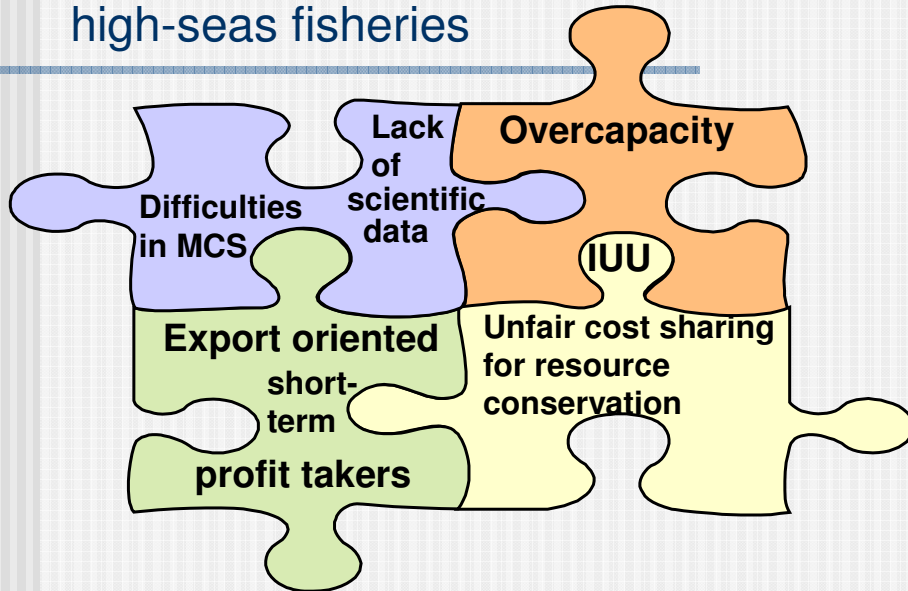 high-seas fisheries
Lack
of
scientific
data
Difficulties
in MCS
Overcapacity
IUU
Export oriented
short-
term
profit takers
Unfair cost sharing
for resource
conservation